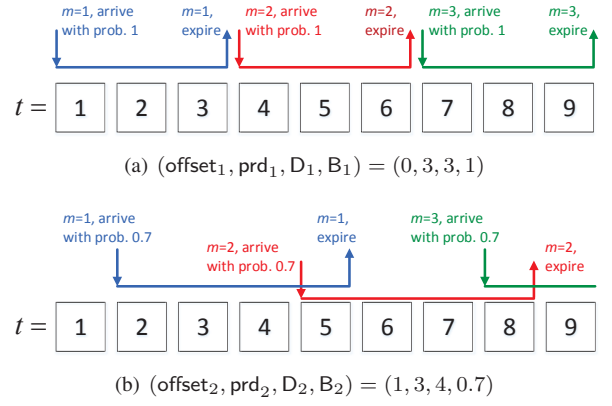 m=1, arrive m=1, m=2, arrive m=2, m=3, arrive m=3,
with prob. 1 expire with prob. 1 expire with prob. 1 expire
t = 1 2 3 4 5 6 7 8 9
(a) (offset₁, prd₁, D₁, B₁) = (0, 3, 3, 1)
m=1, arrive m=1, m=3, arrive
with prob. 0.7 expire with prob. 0.7
m=2, arrive m=2,
with prob. 0.7 expire
t = 1 2 3 4 5 6 7 8 9
(b) (offset₂, prd₂, D₂, B₂) = (1, 3, 4, 0.7)